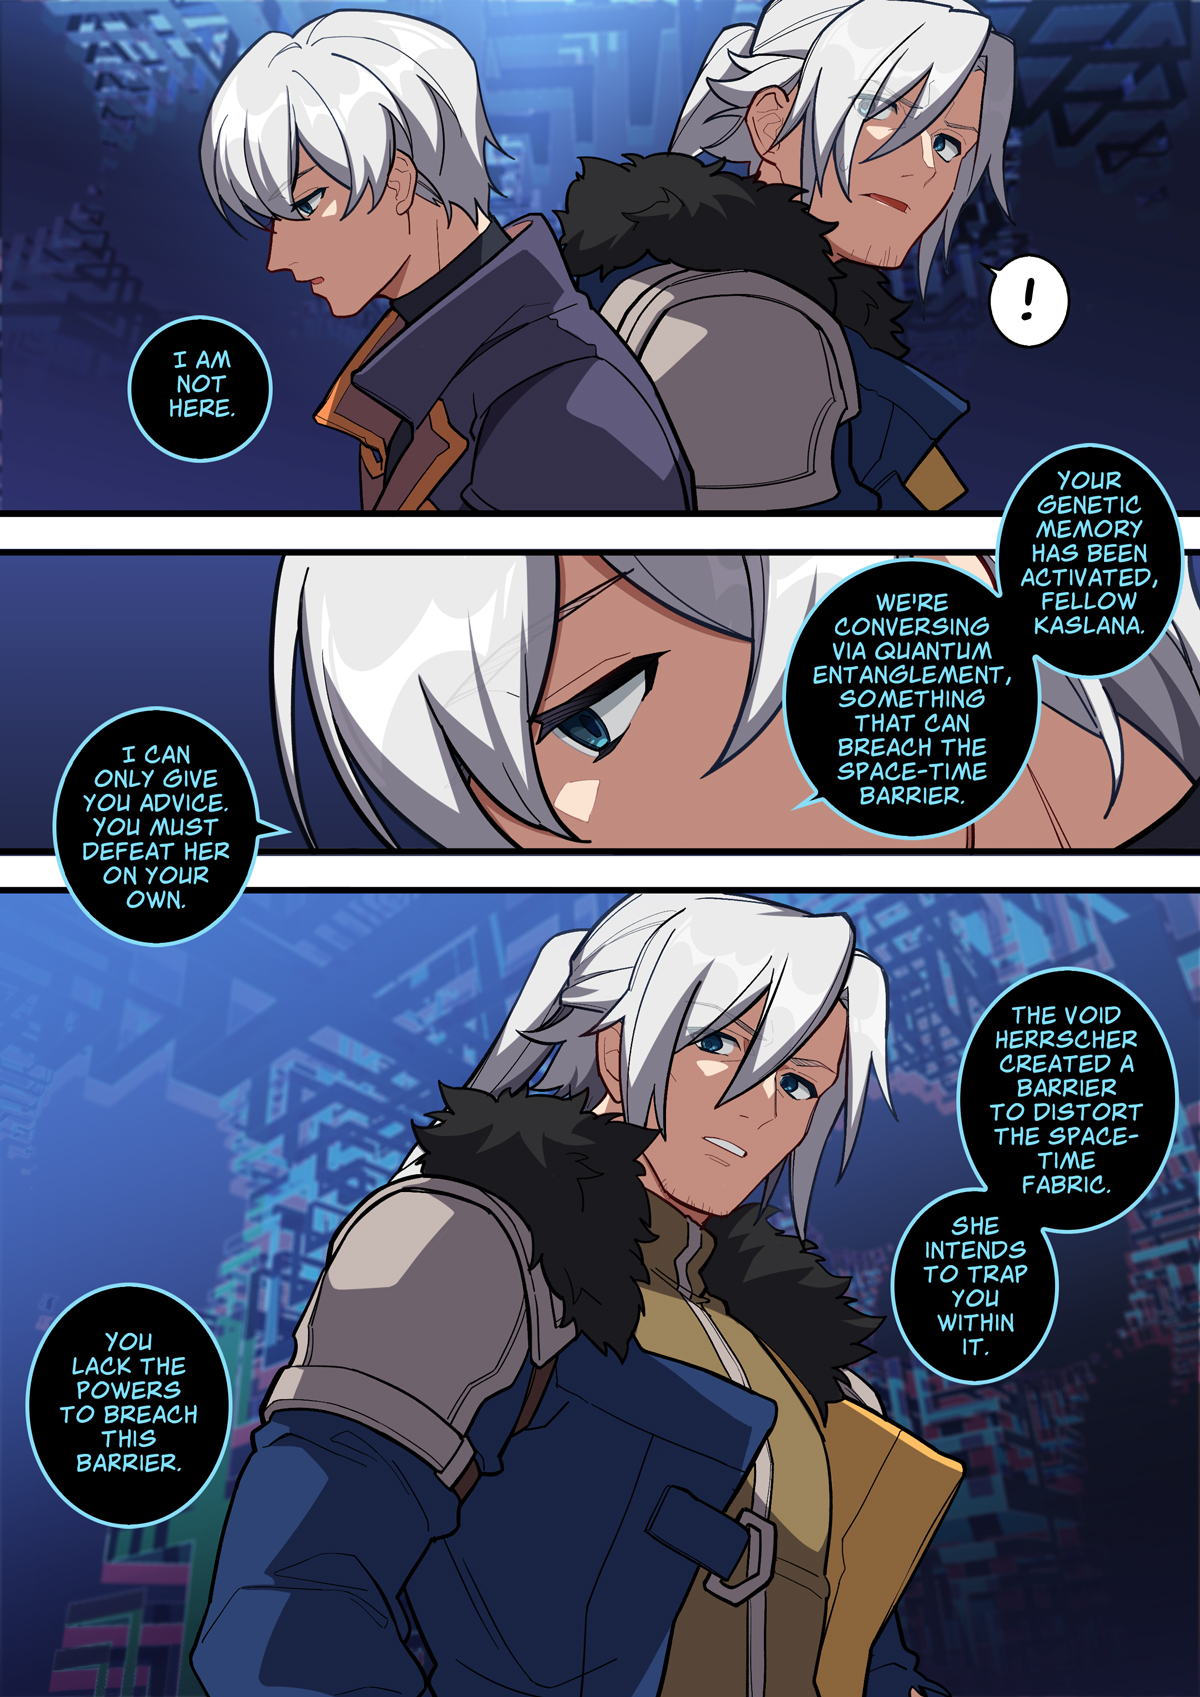 !
I AM
NOT
HERE.
YOUR
GENETIC
MEMORY
HAS BEEN
ACTIVATED,
FELLOW
KASLANA.
WE'RE
CONVERSING
VIA QUANTUM
ENTANGLEMENT,
SOMETHING
THAT CAN
BREACH THE
SPACE-TIME
BARRIER.
I CAN
ONLY GIVE
YOU ADVICE.
YOU MUST
DEFEAT HER
ON YOUR
OWN.
THE VOID
HERRSCHER
CREATED A
BARRIER
TO DISTORT
THE SPACE-
TIME
FABRIC.
SHE
INTENDS
TO TRAP
YOU
WITHIN
IT.
YOU
LACK THE
POWERS
TO BREACH
THIS
BARRIER.